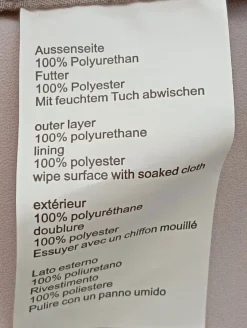 Aussenseite
100% Polyurethan
Futter
100% Polyester
Mit feuchtem Tuch abwischen
outer layer
100% polyurethane
lining
100% polyester
wipe surface with soaked cloth
extérieur
100% polyuréthane
doublure
100% polyester
Essuyer avec un chiffon mouillé
Lato esterno
100% poliuretano
Rivestimento
100% poliestere
Pulire con un panno umido